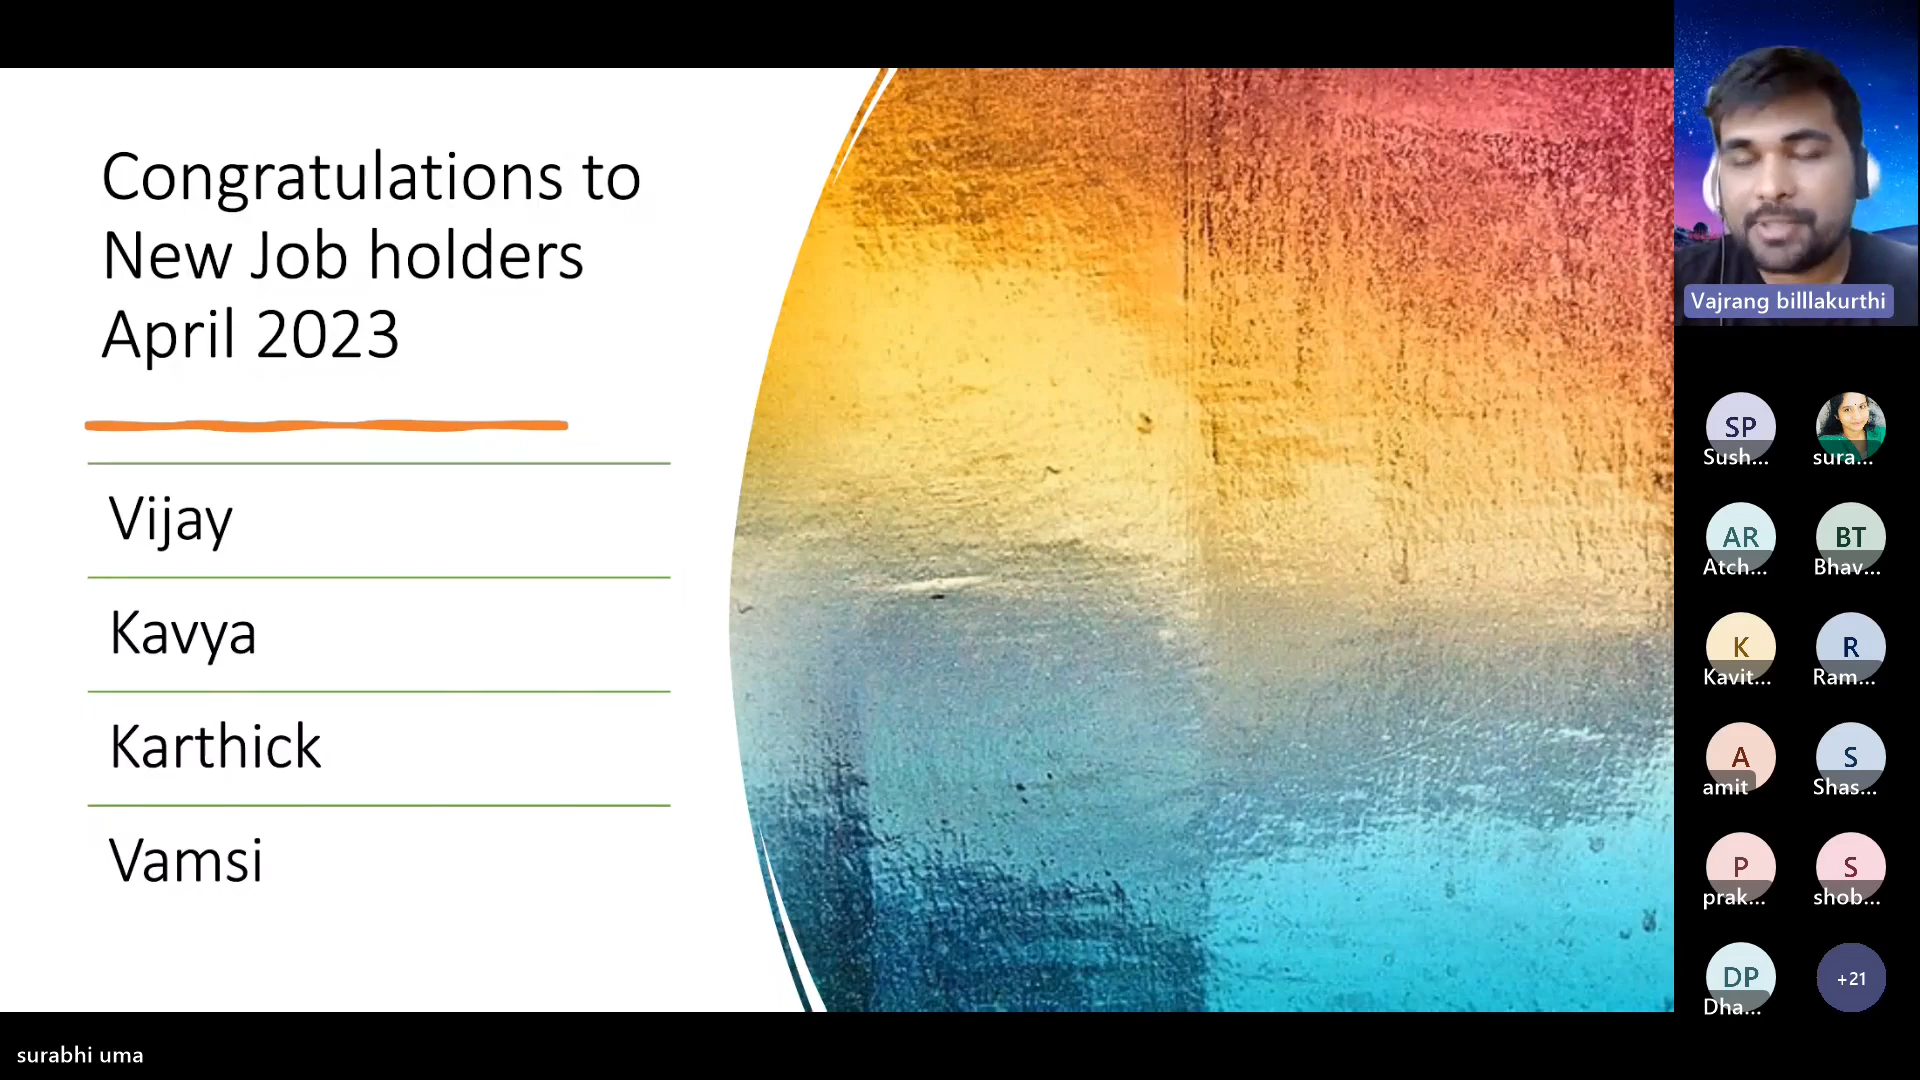 Congratulations to
New Job holders
April 2023
Vijay
Kavya
Karthick
Vamsi
Vajrang billlakurthi
SP
Sush...
sura...
AR
Atch...
BT
Bhav...
K
Kavit...
R
Ram...
A
amit
S
Shas...
P
prak...
S
shob...
DP
Dha...
+21
surabhi uma